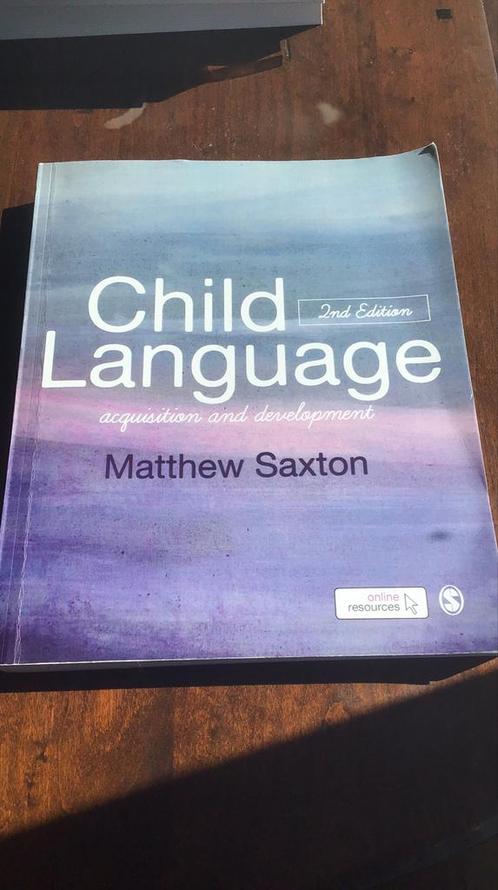 Child
2nd Edition
Language
acquisition and development
Matthew Saxton
online
resources
S